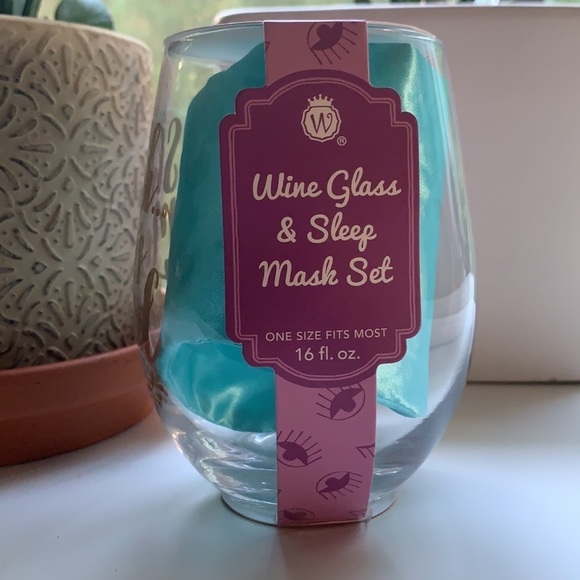 W
®
Wine Glass
& Sleep
Mask Set
ONE SIZE FITS MOST
16 fl. oz.